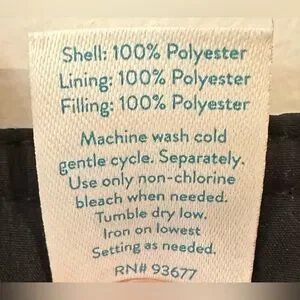 Shell: 100% Polyester
Lining: 100% Polyester
Filling: 100% Polyester
Machine wash cold
gentle cycle. Separately.
Use only non-chlorine
bleach when needed.
Tumble dry low.
Iron on lowest
Setting as needed.
RN# 93677